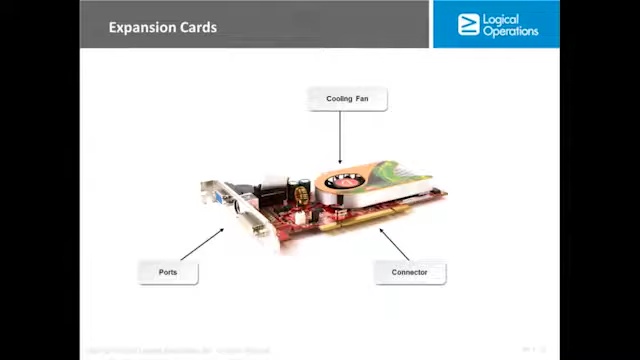 Expansion Cards
Logical
Operations
Cooling Fan
Ports
Connector